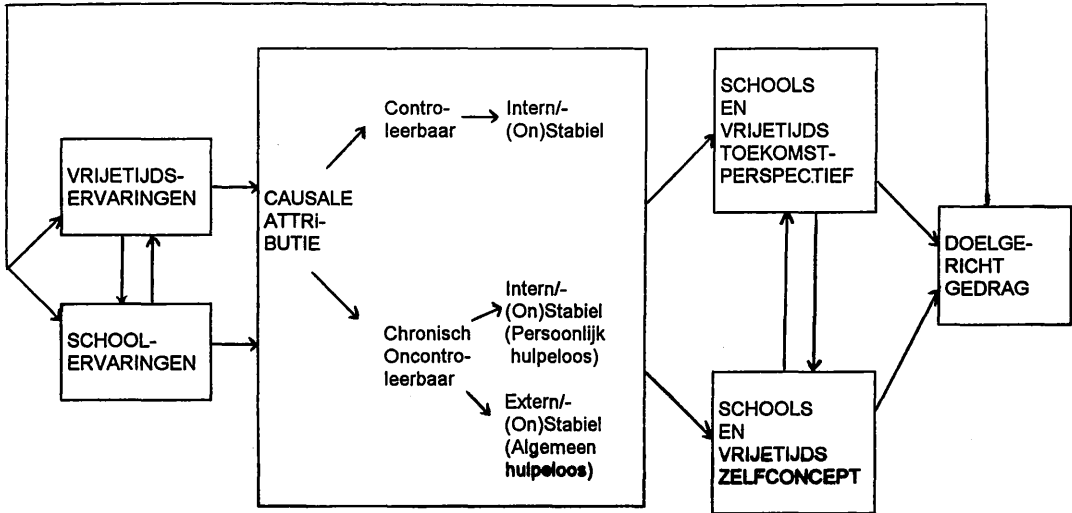 VRIJETIJDS-
ERVARINGEN
SCHOOL-
ERVARINGEN
CAUSALE
ATTRI-
BUTIE
Contro-
leerbaar
Intern/-
(On)Stabiel
Chronisch
Oncontro-
leerbaar
Intern/-
(On)Stabiel
(Persoonlijk
hulpeloos)
Extern/-
(On)Stabiel
(Algemeen
hulpeloos)
SCHOOLS
EN
VRIJETIJDS
TOEKOMST-
PERSPECTIEF
SCHOOLS
EN
VRIJETIJDS
ZELFCONCEPT
DOELGE-
RICHT
GEDRAG